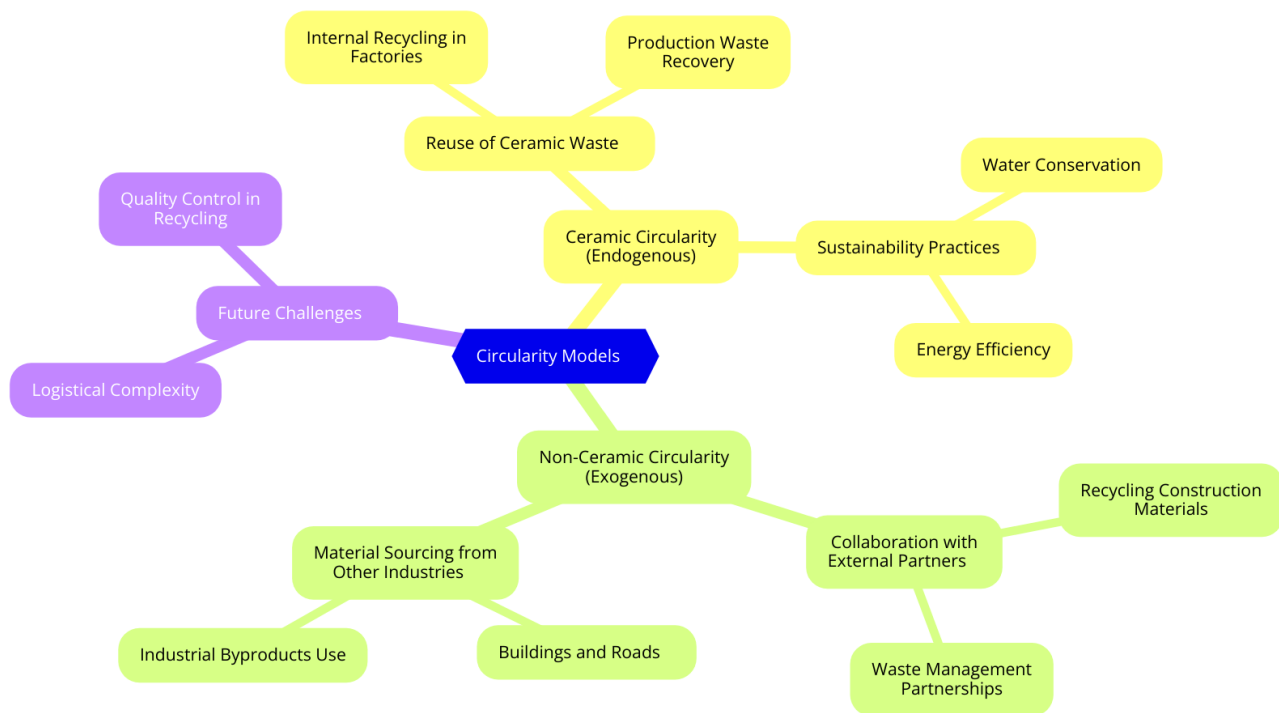 Internal Recycling in
Factories
Production Waste
Recovery
Reuse of Ceramic Waste
Water Conservation
Quality Control in
Recycling
Ceramic Circularity
(Endogenous)
Sustainability Practices
Future Challenges
Energy Efficiency
Circularity Models
Logistical Complexity
Non-Ceramic Circularity
(Exogenous)
Recycling Construction
Materials
Material Sourcing from
Other Industries
Collaboration with
External Partners
Industrial Byproducts Use
Buildings and Roads
Waste Management
Partnerships